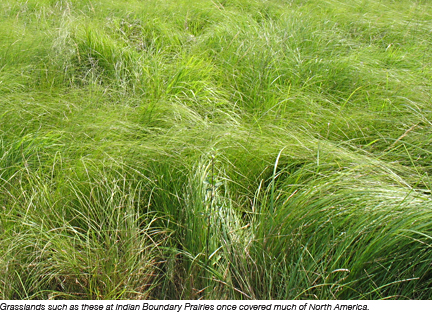 Grasslands such as these at Indian Boundary Prairies once covered much of North America.